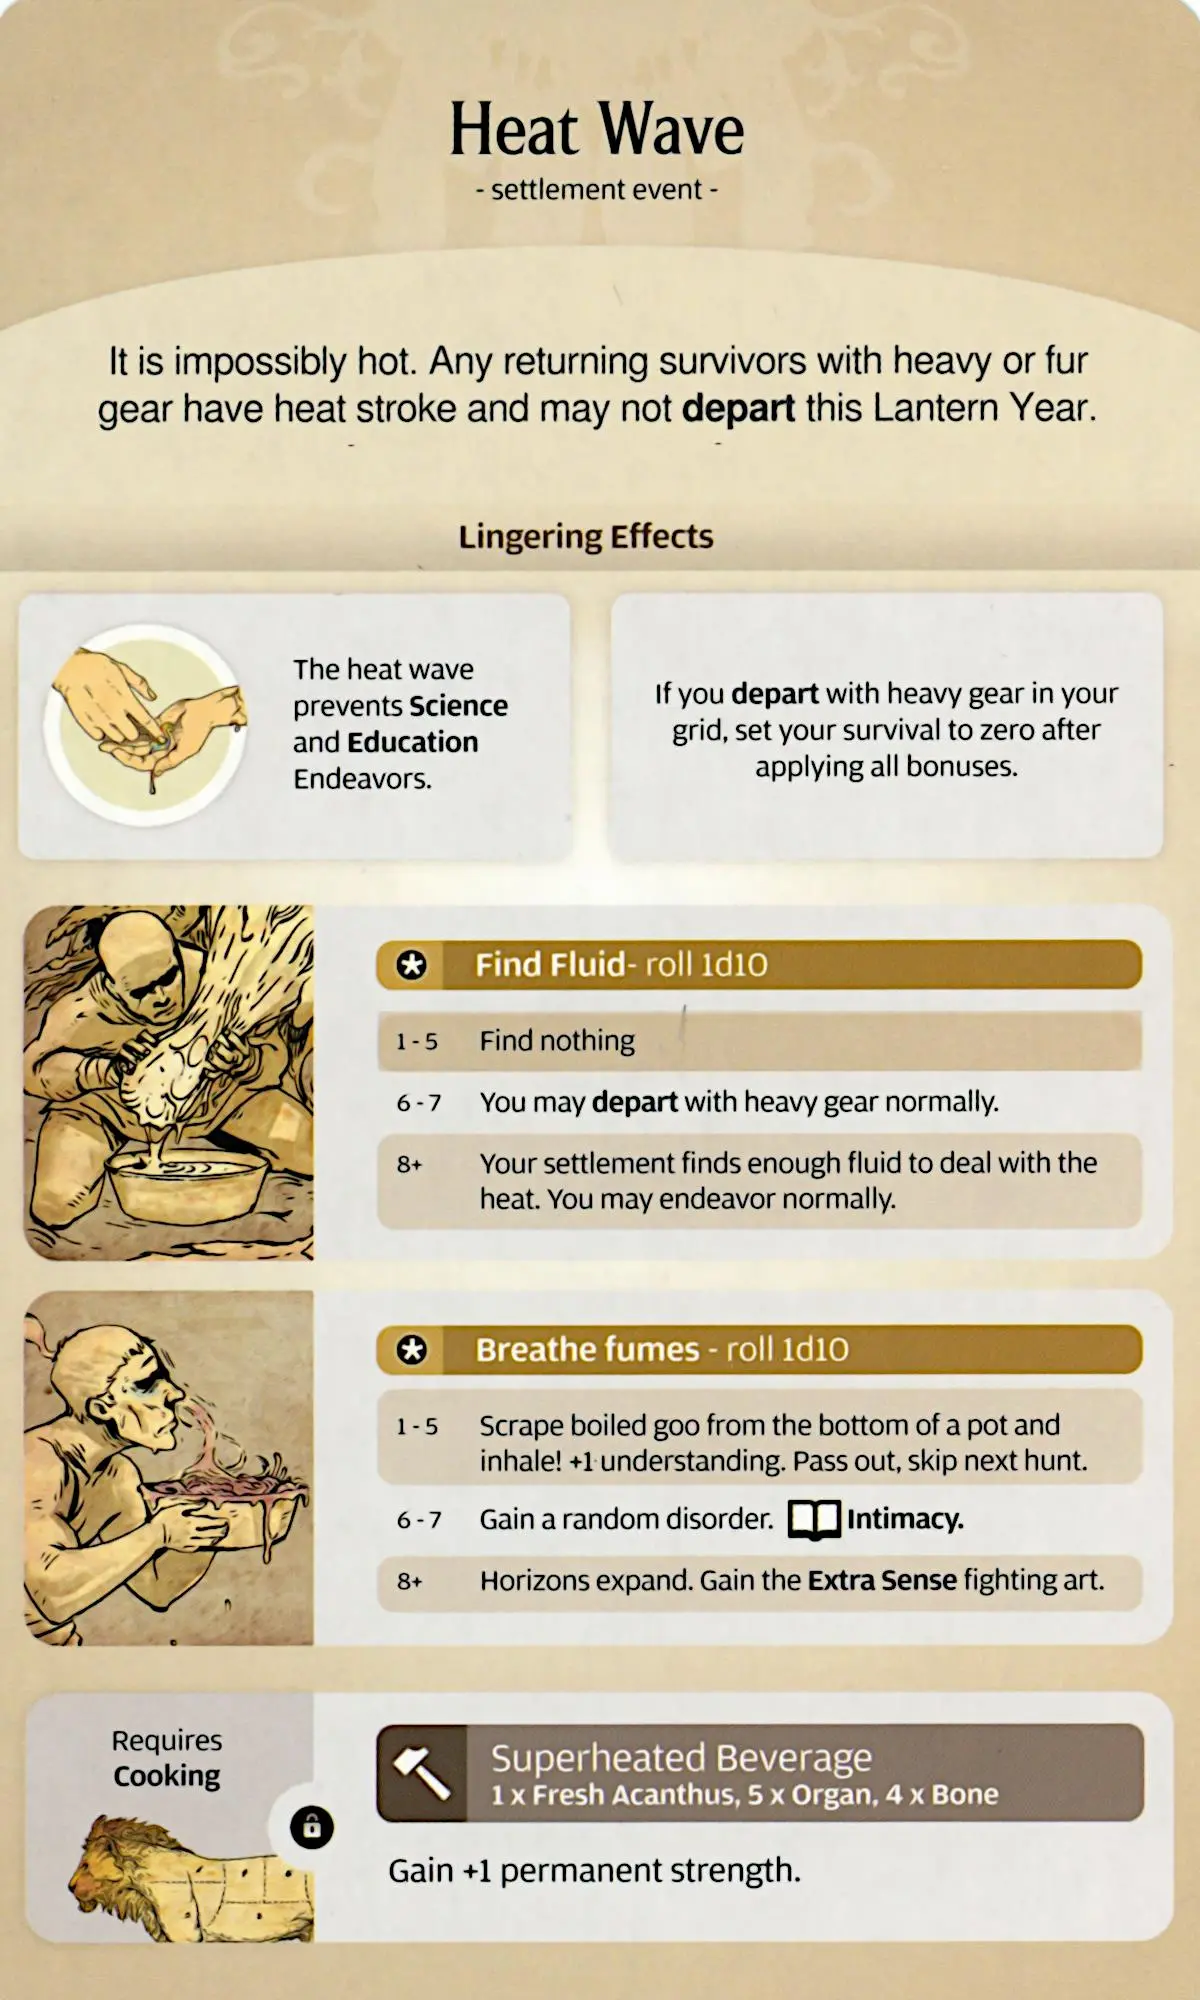 Heat Wave
- settlement event -
It is impossibly hot. Any returning survivors with heavy or fur
gear have heat stroke and may not depart this Lantern Year.
Lingering Effects
The heat wave
prevents Science
and Education
Endeavors.
If you depart with heavy gear in your
grid, set your survival to zero after
applying all bonuses.
Find Fluid- roll 1d10
1 - 5 Find nothing
6 - 7 You may depart with heavy gear normally.
8+ Your settlement finds enough fluid to deal with the
heat. You may endeavor normally.
Breathe fumes - roll 1d10
1 - 5 Scrape boiled goo from the bottom of a pot and
inhale! +1 understanding. Pass out, skip next hunt.
6 - 7 Gain a random disorder. Intimacy.
8+ Horizons expand. Gain the Extra Sense fighting art.
Requires
Cooking
Superheated Beverage
1 x Fresh Acanthus, 5 x Organ, 4 x Bone
Gain +1 permanent strength.